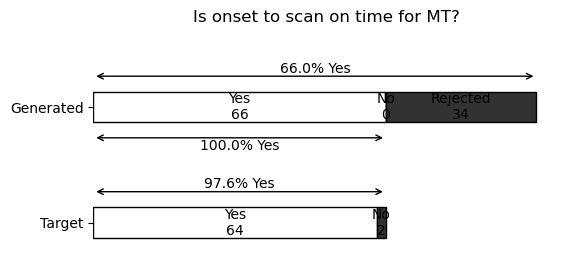 Is onset to scan on time for MT?
66.0% Yes
Generated
Yes
66
No
0
Rejected
34
100.0% Yes
97.6% Yes
Target
Yes
64
No
2